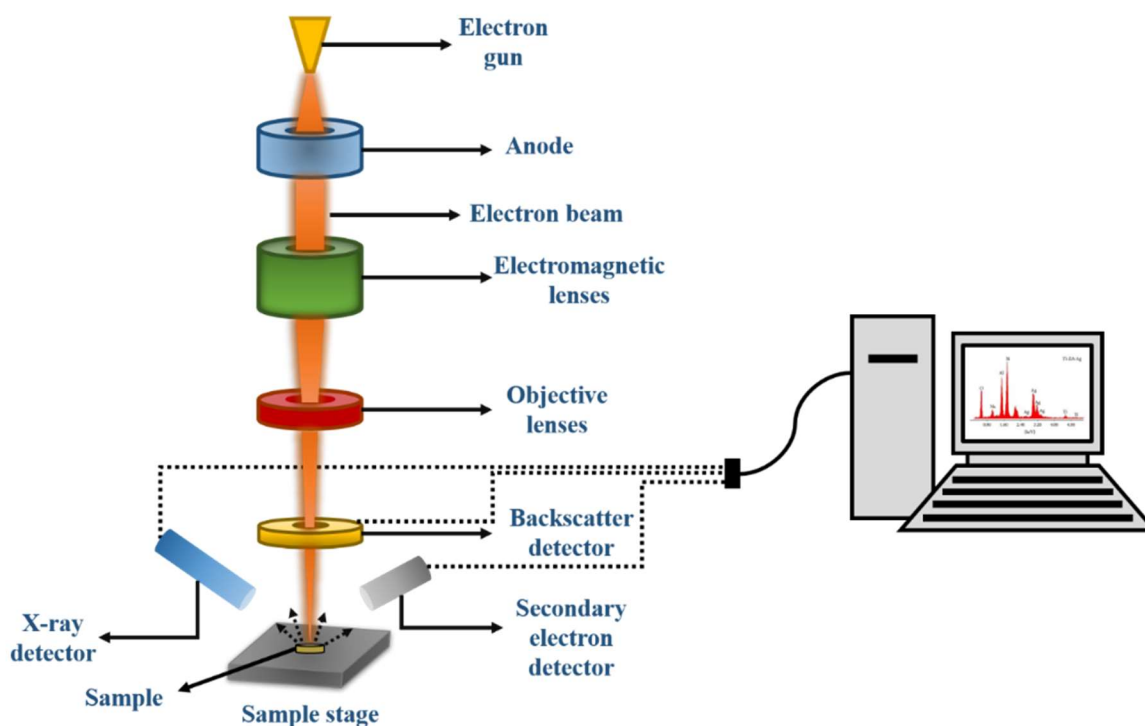 Electron
gun
Anode
Electron beam
Electromagnetic
lenses
Objective
lenses
Backscatter
detector
X-ray
detector
Secondary
electron
detector
Sample
Sample stage